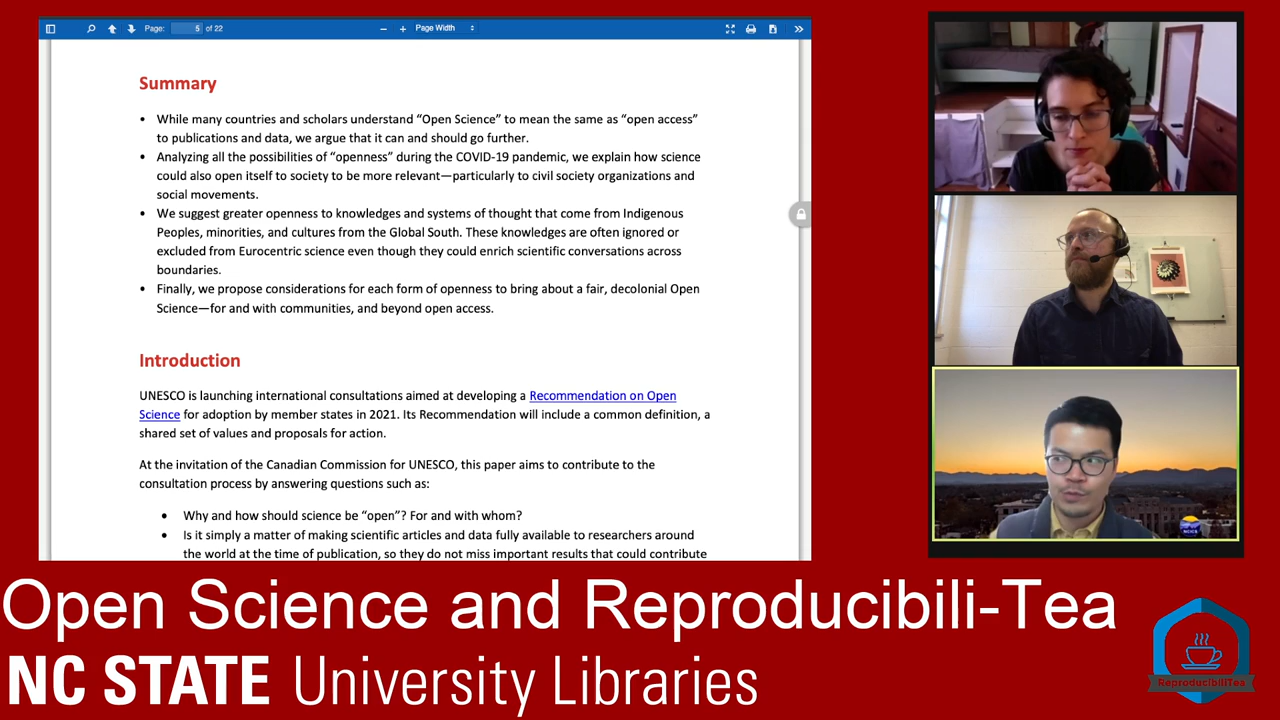 Page: 5 of 22 Page Width
Summary
• While many countries and scholars understand “Open Science” to mean the same as “open access”
to publications and data, we argue that it can and should go further.
• Analyzing all the possibilities of “openness” during the COVID-19 pandemic, we explain how science
could also open itself to society to be more relevant—particularly to civil society organizations and
social movements.
• We suggest greater openness to knowledges and systems of thought that come from Indigenous
Peoples, minorities, and cultures from the Global South. These knowledges are often ignored or
excluded from Eurocentric science even though they could enrich scientific conversations across
boundaries.
• Finally, we propose considerations for each form of openness to bring about a fair, decolonial Open
Science—for and with communities, and beyond open access.
Introduction
UNESCO is launching international consultations aimed at developing a Recommendation on Open
Science for adoption by member states in 2021. Its Recommendation will include a common definition, a
shared set of values and proposals for action.
At the invitation of the Canadian Commission for UNESCO, this paper aims to contribute to the
consultation process by answering questions such as:
• Why and how should science be “open”? For and with whom?
• Is it simply a matter of making scientific articles and data fully available to researchers around
the world at the time of publication, so they do not miss important results that could contribute
NCICS
Open Science and Reproducibili-Tea
NC STATE University Libraries
ReproducibiliTea